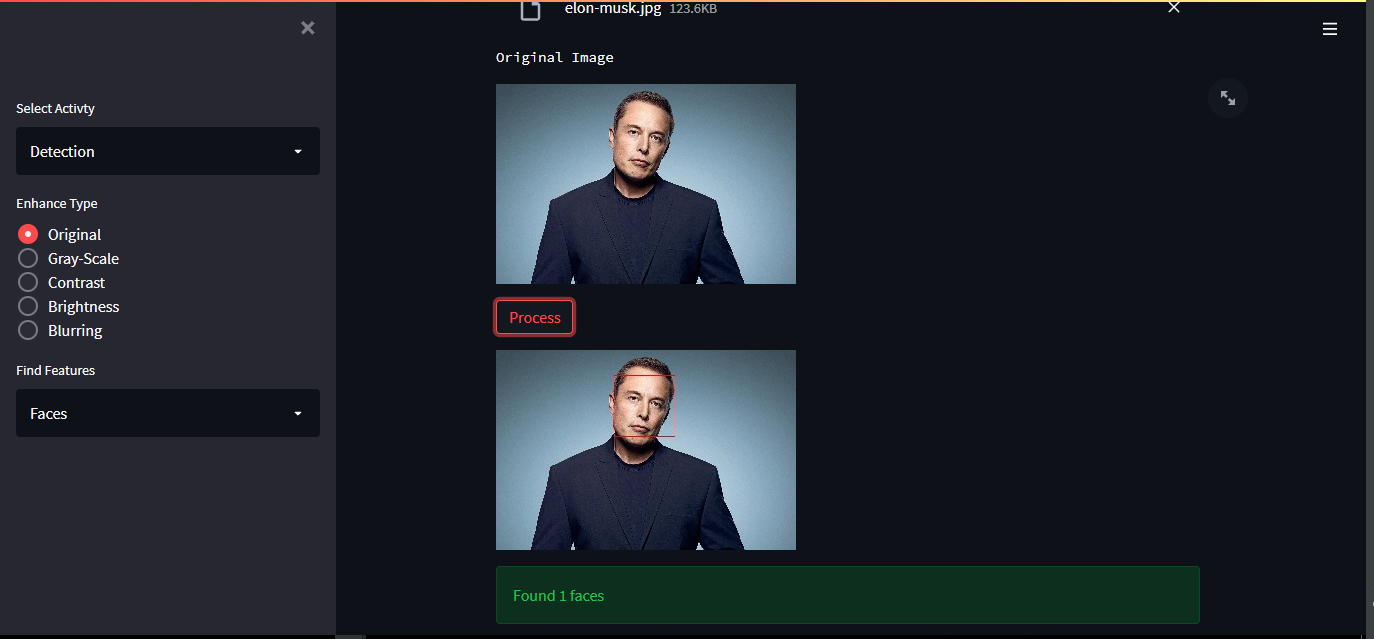 elon-musk.jpg 123.6KB
Original Image
Select Activty
Detection
Enhance Type
Original
Gray-Scale
Contrast
Brightness
Blurring
Find Features
Faces
Process
Found 1 faces